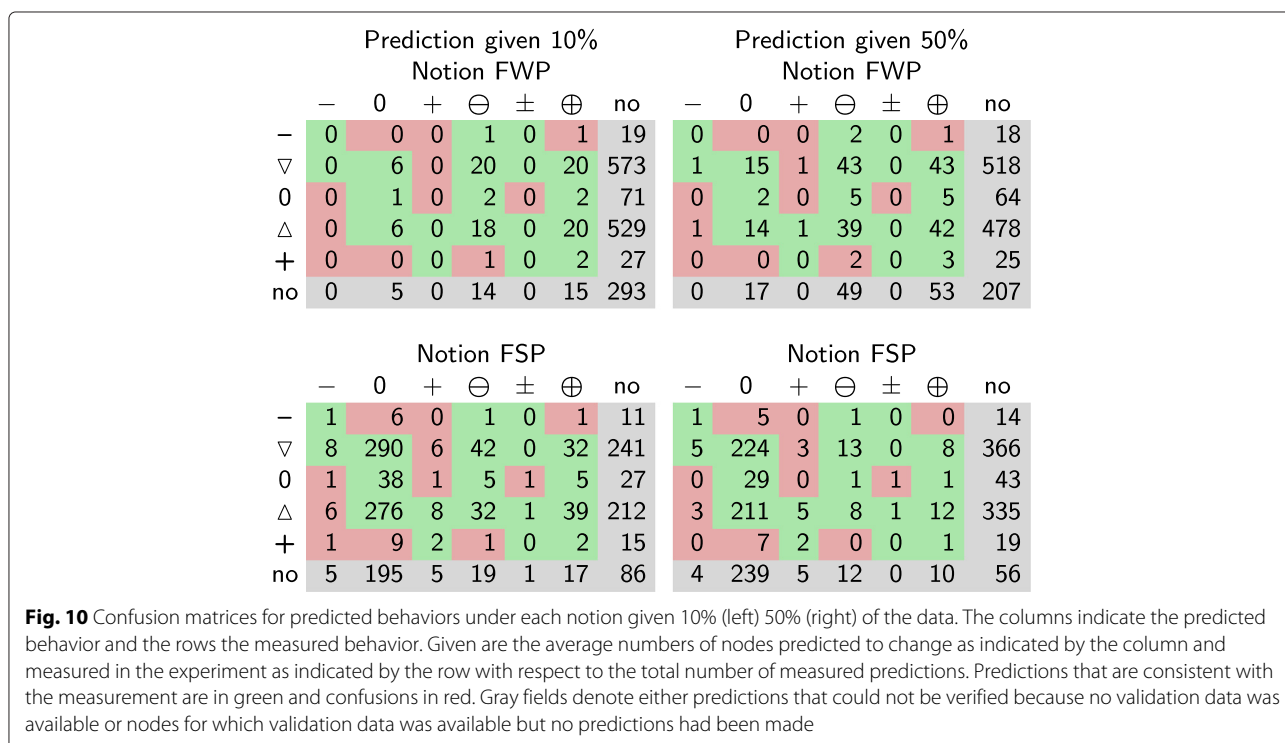 Prediction given 10% Prediction given 50%
Notion FWP Notion FWP
− 0 + ⊖ ± ⊕ no − 0 + ⊖ ± ⊕ no
− 0 0 0 1 0 1 19 0 0 0 2 0 1 18
▽ 0 6 0 20 0 20 573 1 15 1 43 0 43 518
0 0 1 0 2 0 2 71 0 2 0 5 0 5 64
△ 0 6 0 18 0 20 529 1 14 1 39 0 42 478
+ 0 0 0 1 0 2 27 0 0 0 2 0 3 25
no 0 5 0 14 0 15 293 0 17 0 49 0 53 207
Notion FSP Notion FSP
− 0 + ⊖ ± ⊕ no − 0 + ⊖ ± ⊕ no
− 1 6 0 1 0 1 11 1 5 0 1 0 0 14
▽ 8 290 6 42 0 32 241 5 224 3 13 0 8 366
0 1 38 1 5 1 5 27 0 29 0 1 1 1 43
△ 6 276 8 32 1 39 212 3 211 5 8 1 12 335
+ 1 9 2 1 0 2 15 0 7 2 0 0 1 19
no 5 195 5 19 1 17 86 4 239 5 12 0 10 56
Fig. 10 Confusion matrices for predicted behaviors under each notion given 10% (left) 50% (right) of the data. The columns indicate the predicted
behavior and the rows the measured behavior. Given are the average numbers of nodes predicted to change as indicated by the column and
measured in the experiment as indicated by the row with respect to the total number of measured predictions. Predictions that are consistent with
the measurement are in green and confusions in red. Gray fields denote either predictions that could not be verified because no validation data was
available or nodes for which validation data was available but no predictions had been made